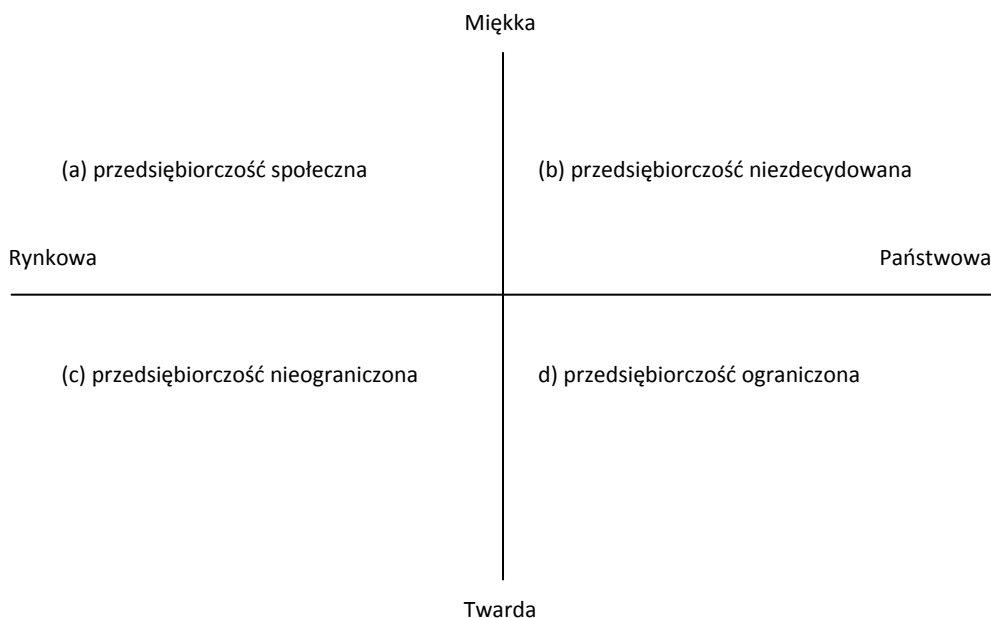 Miękka
(a) przedsiębiorczość społeczna
(b) przedsiębiorczość niezdecydowana
Rynkowa
Państwowa
(c) przedsiębiorczość nieograniczona
d) przedsiębiorczość ograniczona
Twarda